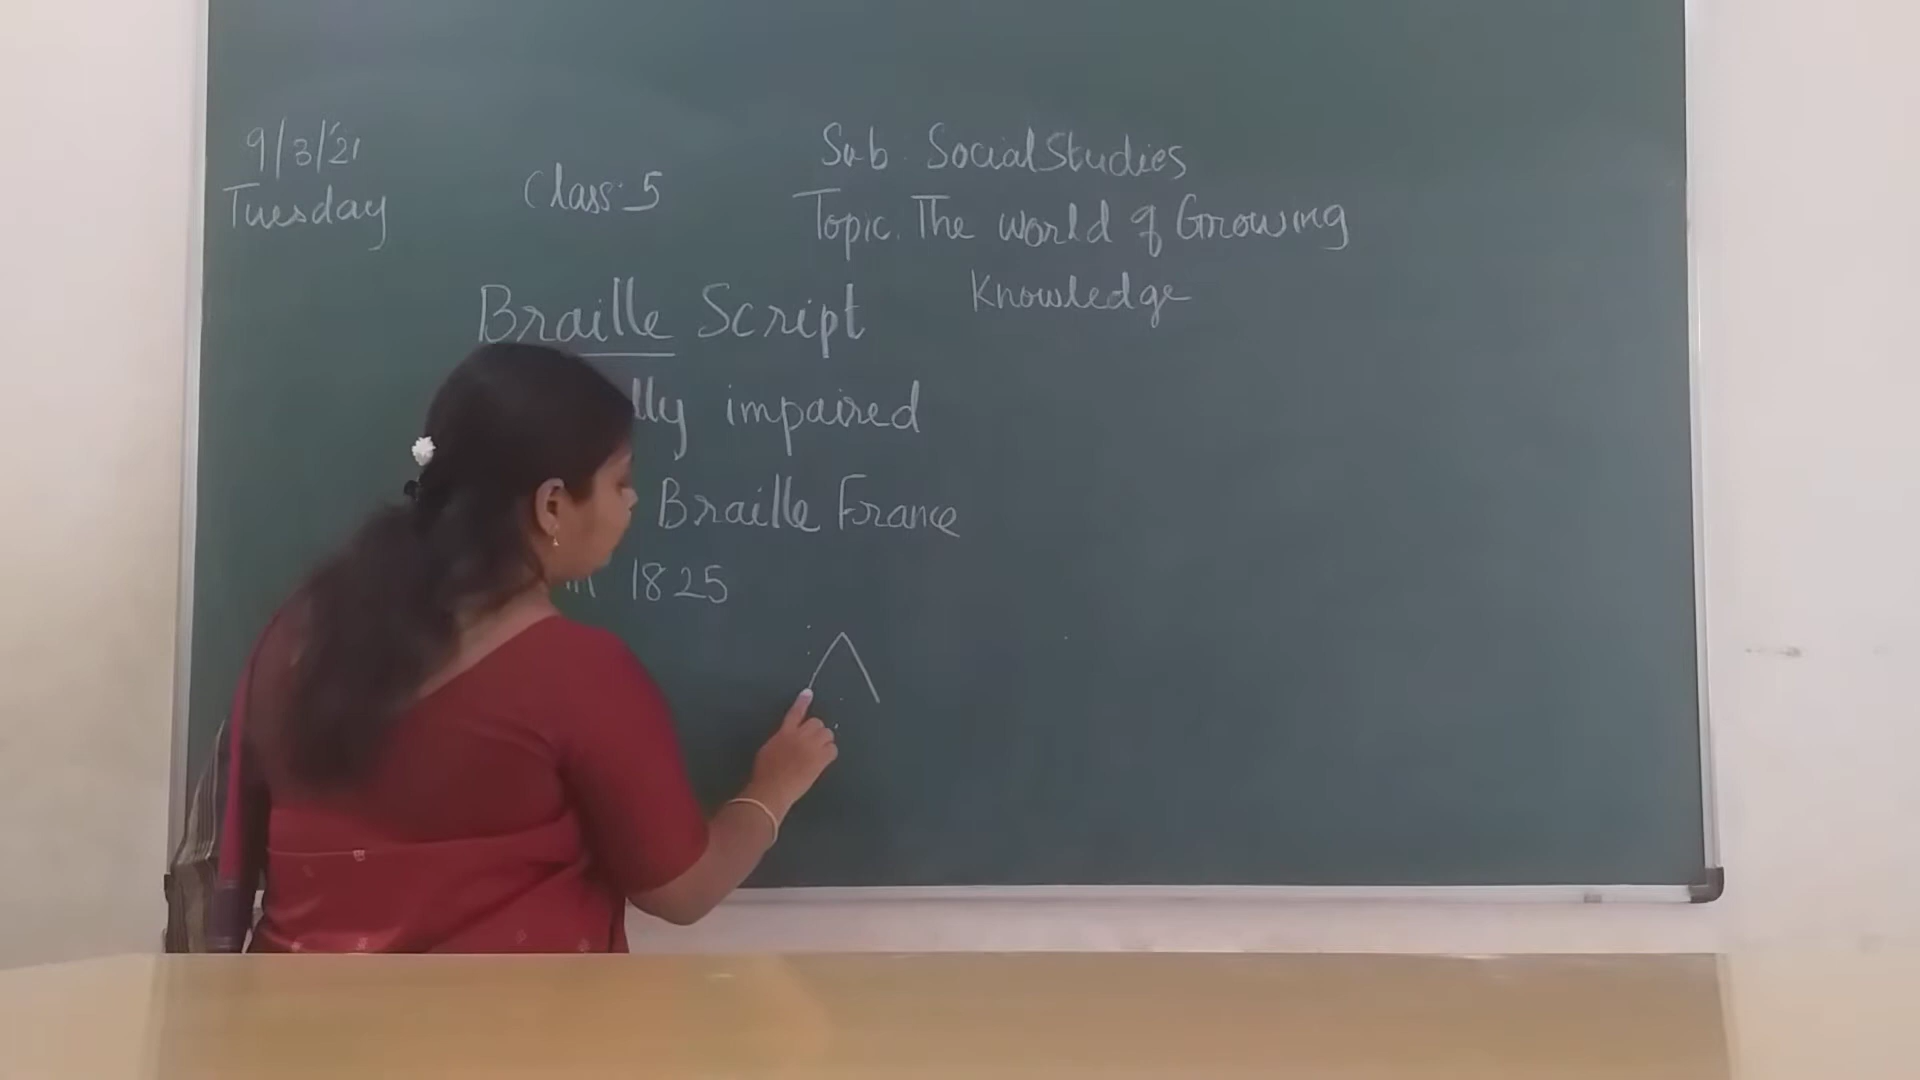 9/3/'21
Tuesday
Class: 5
Sub. Social Studies
Topic. The world of Growing
Knowledge
Braille Script
impaired
Braille France
in 1825